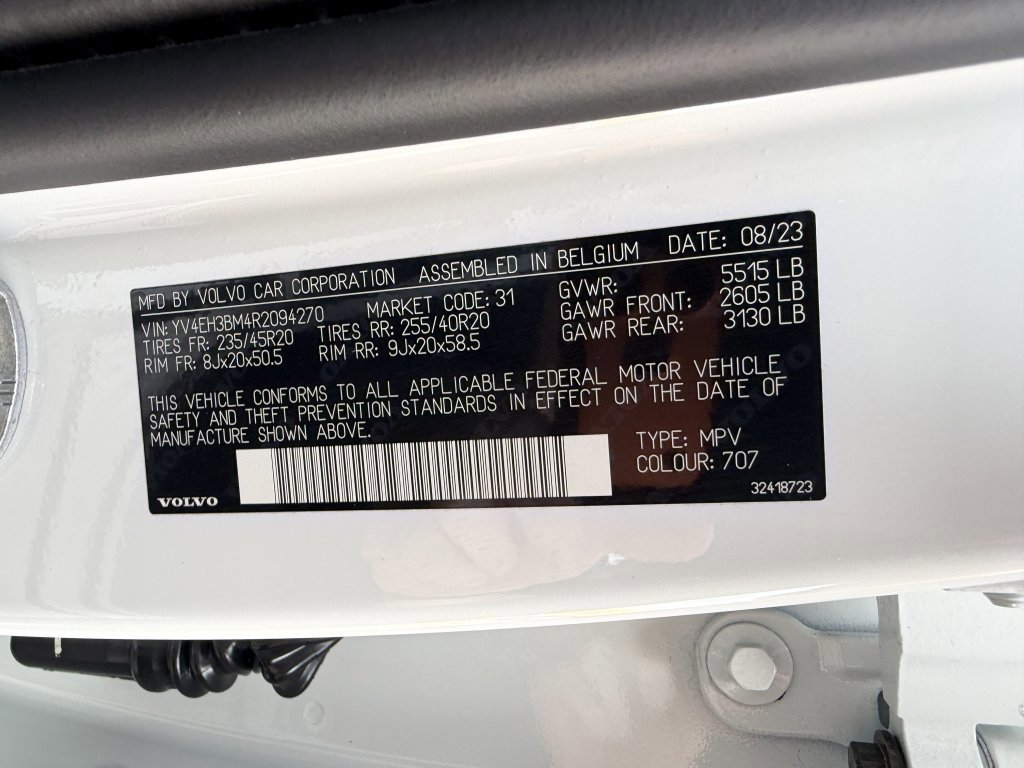 MFD BY VOLVO CAR CORPORATION ASSEMBLED IN BELGIUM DATE: 08/23
VIN: YV4EH3BM4R2094270 MARKET CODE: 31 GVWR: 5515 LB
TIRES FR: 235/45R20 TIRES RR: 255/40R20 GAWR FRONT: 2605 LB
RIM FR: 8Jx20x50.5 RIM RR: 9Jx20x58.5 GAWR REAR: 3130 LB
THIS VEHICLE CONFORMS TO ALL APPLICABLE FEDERAL MOTOR VEHICLE
SAFETY AND THEFT PREVENTION STANDARDS IN EFFECT ON THE DATE OF
MANUFACTURE SHOWN ABOVE.
TYPE: MPV
COLOUR: 707
VOLVO 32418723